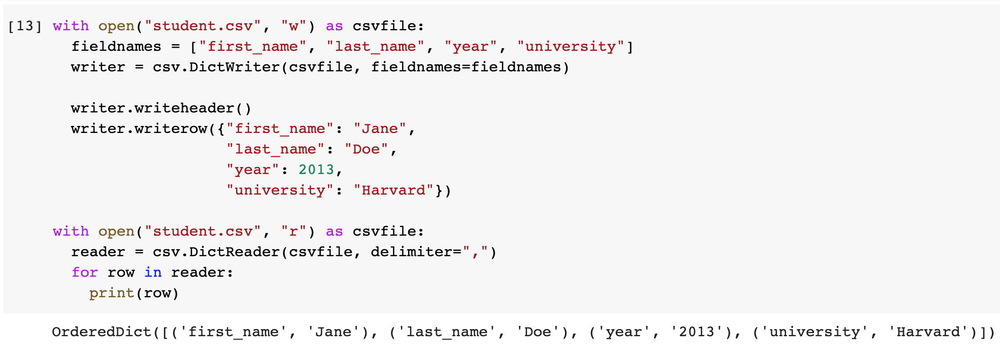 [13] with open("student.csv", "w") as csvfile:
fieldnames = ["first_name", "last_name", "year", "university"]
writer = csv.DictWriter(csvfile, fieldnames=fieldnames)
writer.writeheader()
writer.writerow({"first_name": "Jane",
"last_name": "Doe",
"year": 2013,
"university": "Harvard"})
with open("student.csv", "r") as csvfile:
reader = csv.DictReader(csvfile, delimiter=",")
for row in reader:
print(row)
OrderedDict([('first_name', 'Jane'), ('last_name', 'Doe'), ('year', '2013'), ('university', 'Harvard')])